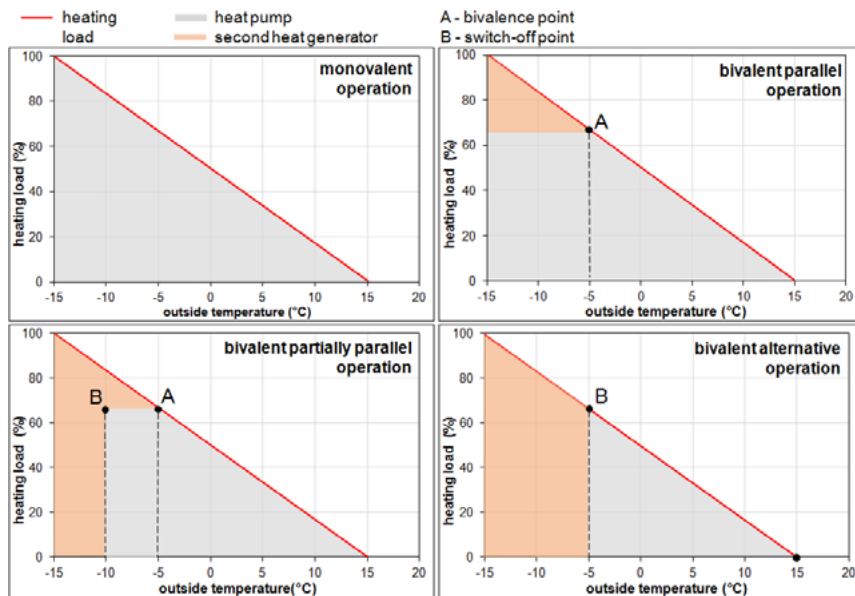 heating load
heat pump
second heat generator
A - bivalence point
B - switch-off point
monovalent
operation
heating load (%)
100
80
60
40
20
0
-15 -10 -5 0 5 10 15 20
outside temperature (°C)
bivalent parallel
operation
A
heating load (%)
100
80
60
40
20
0
-15 -10 -5 0 5 10 15 20
outside temperature (°C)
bivalent partially parallel
operation
B A
heating load (%)
100
80
60
40
20
0
-15 -10 -5 0 5 10 15 20
outside temperature(°C)
bivalent alternative
operation
B
heating load (%)
100
80
60
40
20
0
-15 -10 -5 0 5 10 15 20
outside temperature (°C)